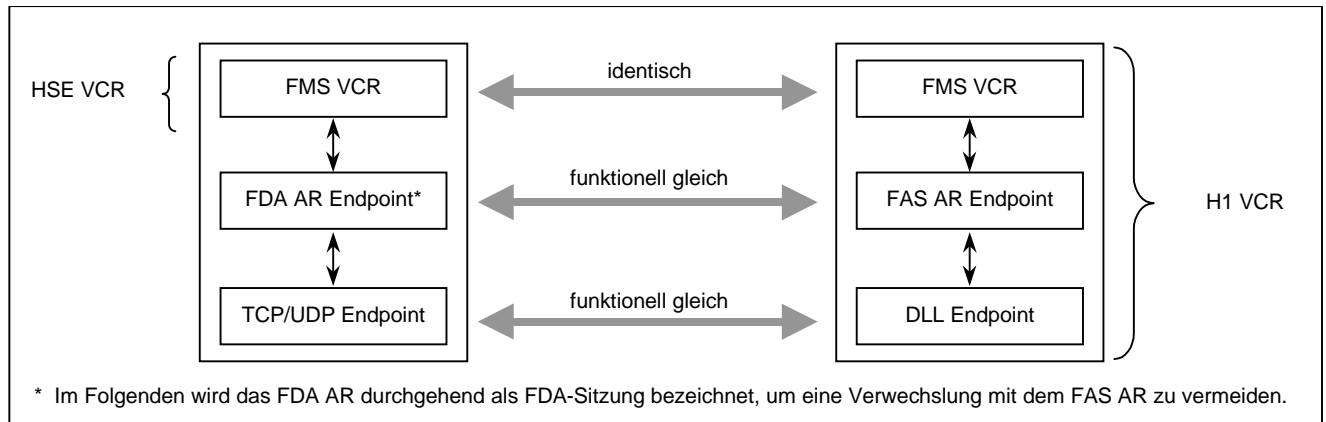 identisch
HSE VCR
FMS VCR
FMS VCR
funktionell gleich
FDA AR Endpoint*
FAS AR Endpoint
H1 VCR
funktionell gleich
TCP/UDP Endpoint
DLL Endpoint
* Im Folgenden wird das FDA AR durchgehend als FDA-Sitzung bezeichnet, um eine Verwechslung mit dem FAS AR zu vermeiden.